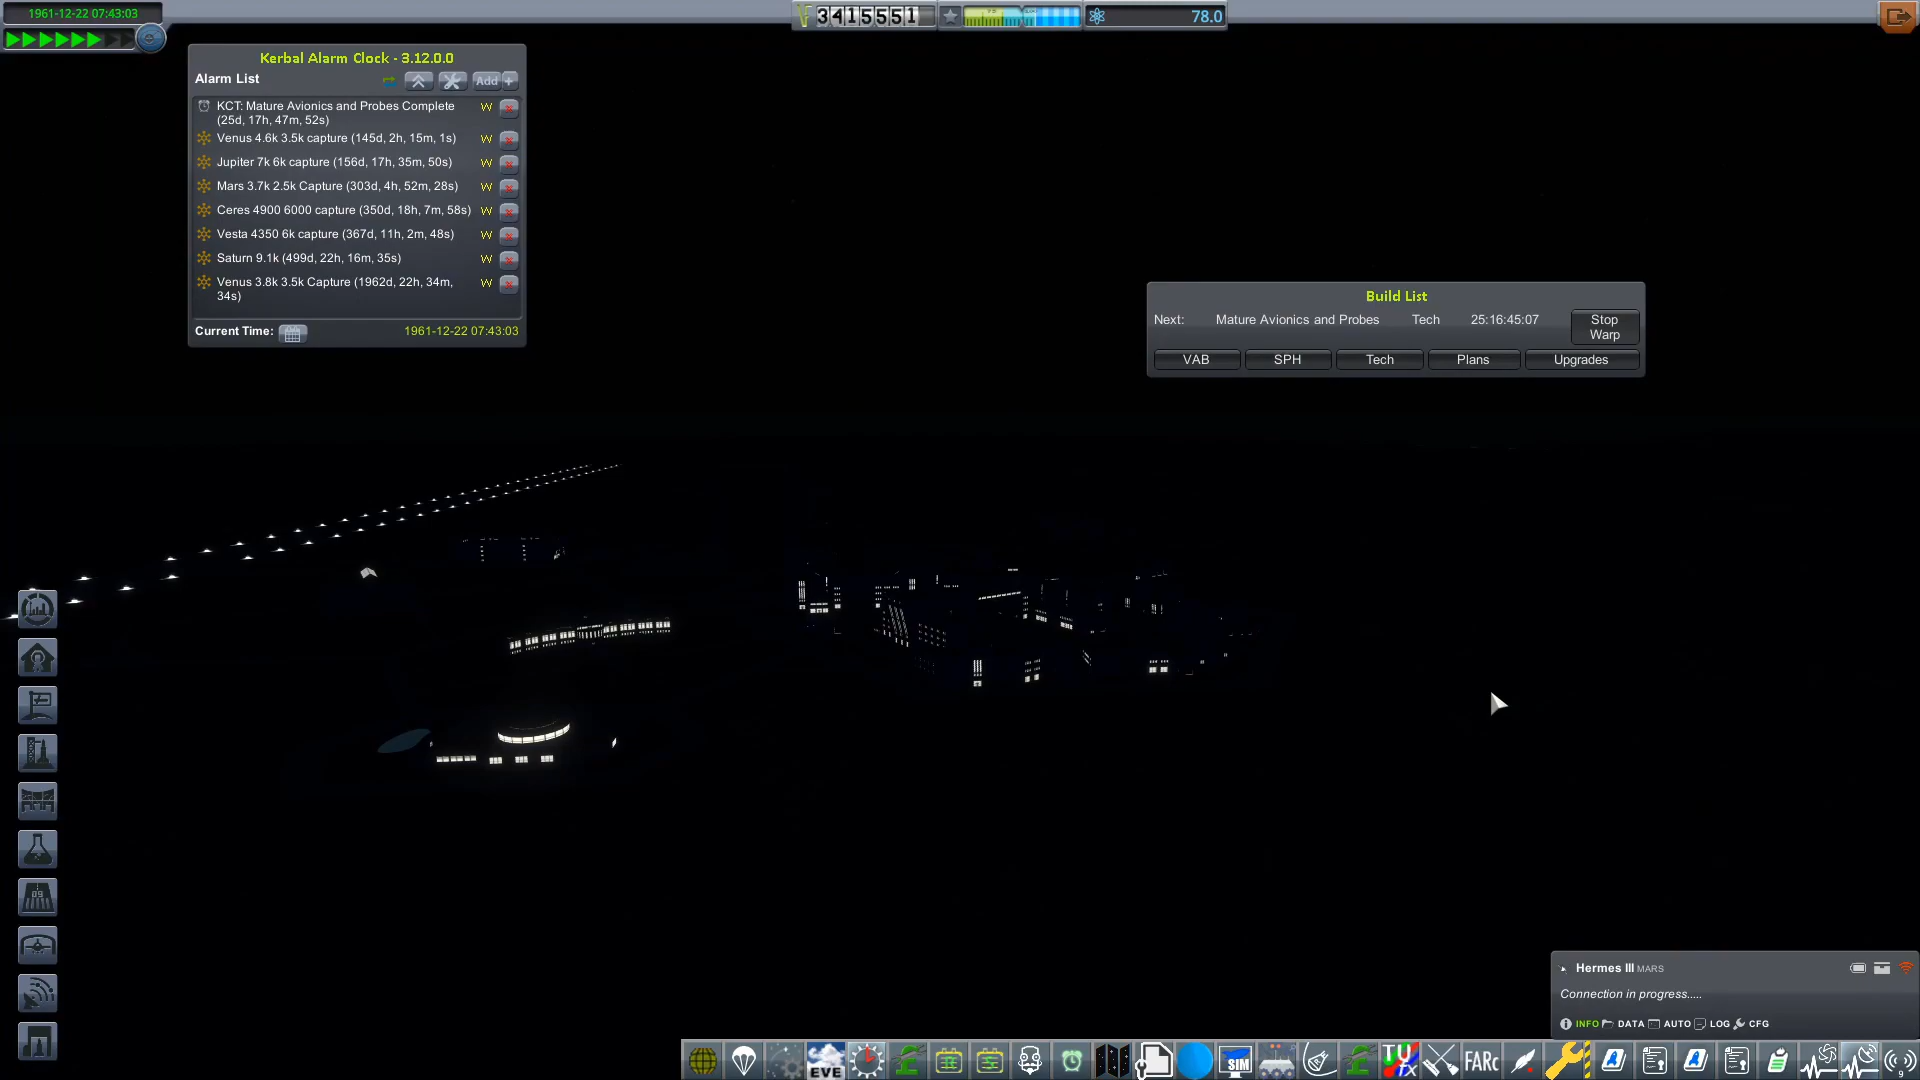 1961-12-22 07:43:03
3415551
78.0
Kerbal Alarm Clock - 3.12.0.0
Alarm List
Add +
KCT: Mature Avionics and Probes Complete
(25d, 17h, 47m, 52s)
W
Venus 4.6k 3.5k capture (145d, 2h, 15m, 1s) W
Jupiter 7k 6k capture (156d, 17h, 35m, 50s) W
Mars 3.7k 2.5k Capture (303d, 4h, 52m, 28s) W
Ceres 4900 6000 capture (350d, 18h, 7m, 58s) W
Vesta 4350 6k capture (367d, 11h, 2m, 48s) W
Saturn 9.1k (499d, 22h, 16m, 35s) W
Venus 3.8k 3.5k Capture (1962d, 22h, 34m,
34s)
W
Current Time: 1961-12-22 07:43:03
Build List
Next: Mature Avionics and Probes Tech 25:16:45:07
Stop
Warp
VAB SPH Tech Plans Upgrades
Hermes III MARS
Connection in progress.....
INFO DATA AUTO LOG CFG
EVE
SIM
FARc
9